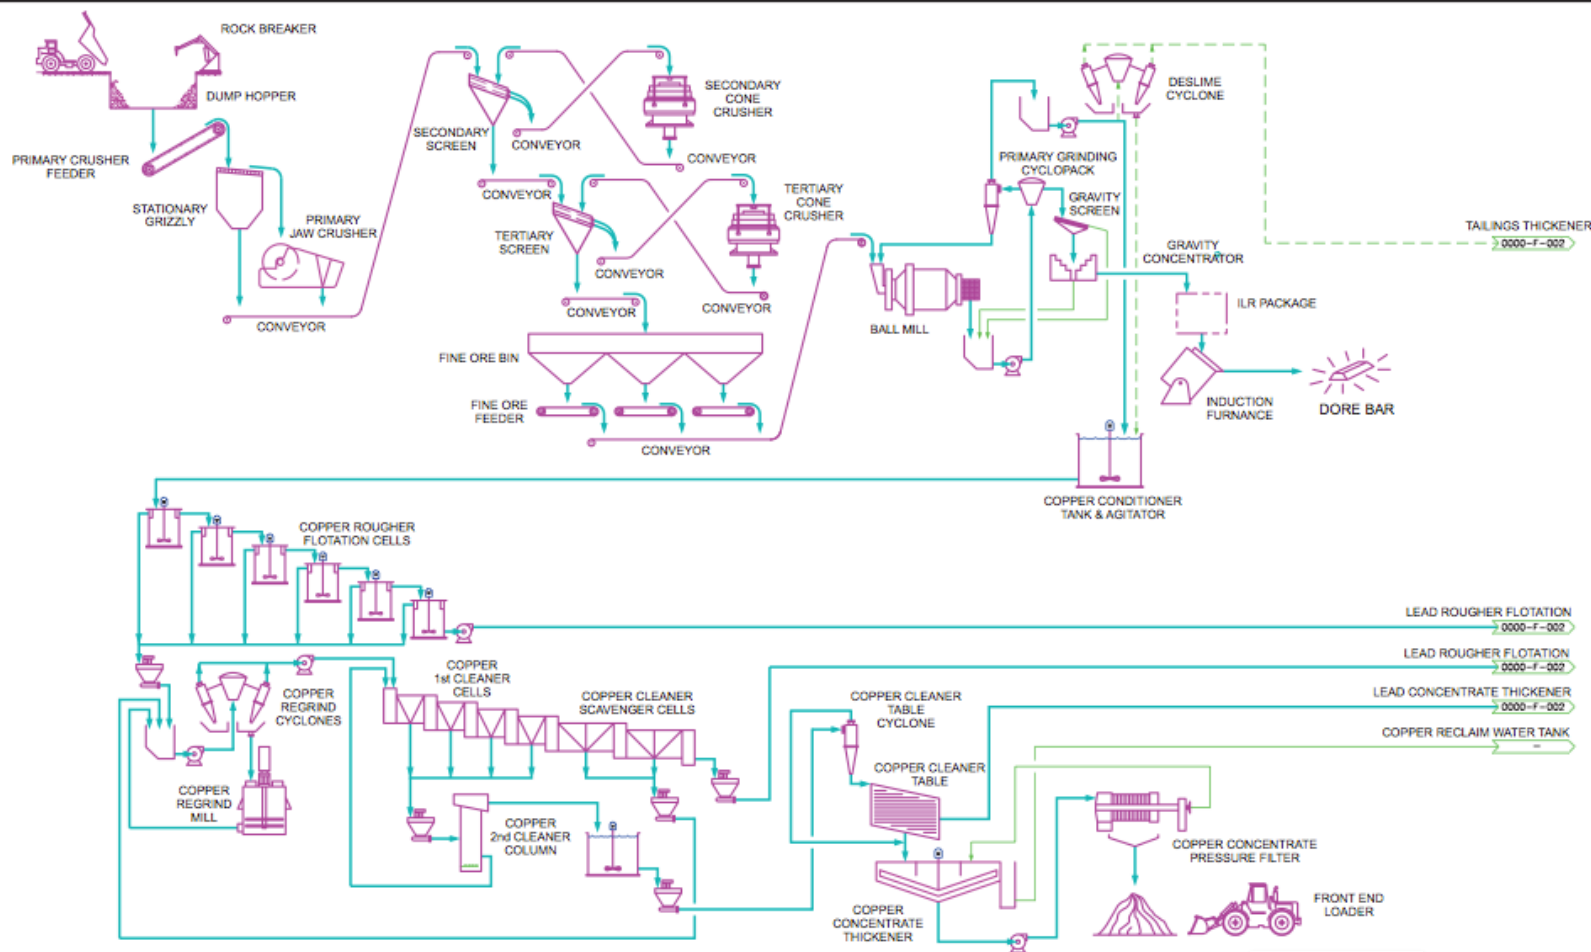 ROCK BREAKER
DUMP HOPPER
PRIMARY CRUSHER
FEEDER
STATIONARY
GRIZZLY
PRIMARY
JAW CRUSHER
CONVEYOR
SECONDARY
SCREEN
CONVEYOR
SECONDARY
CONE
CRUSHER
CONVEYOR
CONVEYOR
TERTIARY
SCREEN
CONVEYOR
TERTIARY
CONE
CRUSHER
CONVEYOR
CONVEYOR
FINE ORE BIN
FINE ORE
FEEDER
CONVEYOR
BALL MILL
PRIMARY GRINDING
CYCLOPACK
GRAVITY
SCREEN
DESLIME
CYCLONE
GRAVITY
CONCENTRATOR
ILR PACKAGE
INDUCTION
FURNANCE
DORE BAR
TAILINGS THICKENER
0000-F-002
COPPER CONDITIONER
TANK & AGITATOR
COPPER ROUGHER
FLOTATION CELLS
LEAD ROUGHER FLOTATION
0000-F-002
LEAD ROUGHER FLOTATION
0000-F-002
LEAD CONCENTRATE THICKENER
0000-F-002
COPPER RECLAIM WATER TANK
-
COPPER
REGRIND
CYCLONES
COPPER
1st CLEANER
CELLS
COPPER CLEANER
SCAVENGER CELLS
COPPER CLEANER
TABLE
CYCLONE
COPPER CLEANER
TABLE
COPPER
REGRIND
MILL
COPPER
2nd CLEANER
COLUMN
COPPER CONCENTRATE
PRESSURE FILTER
COPPER
CONCENTRATE
THICKENER
FRONT END
LOADER